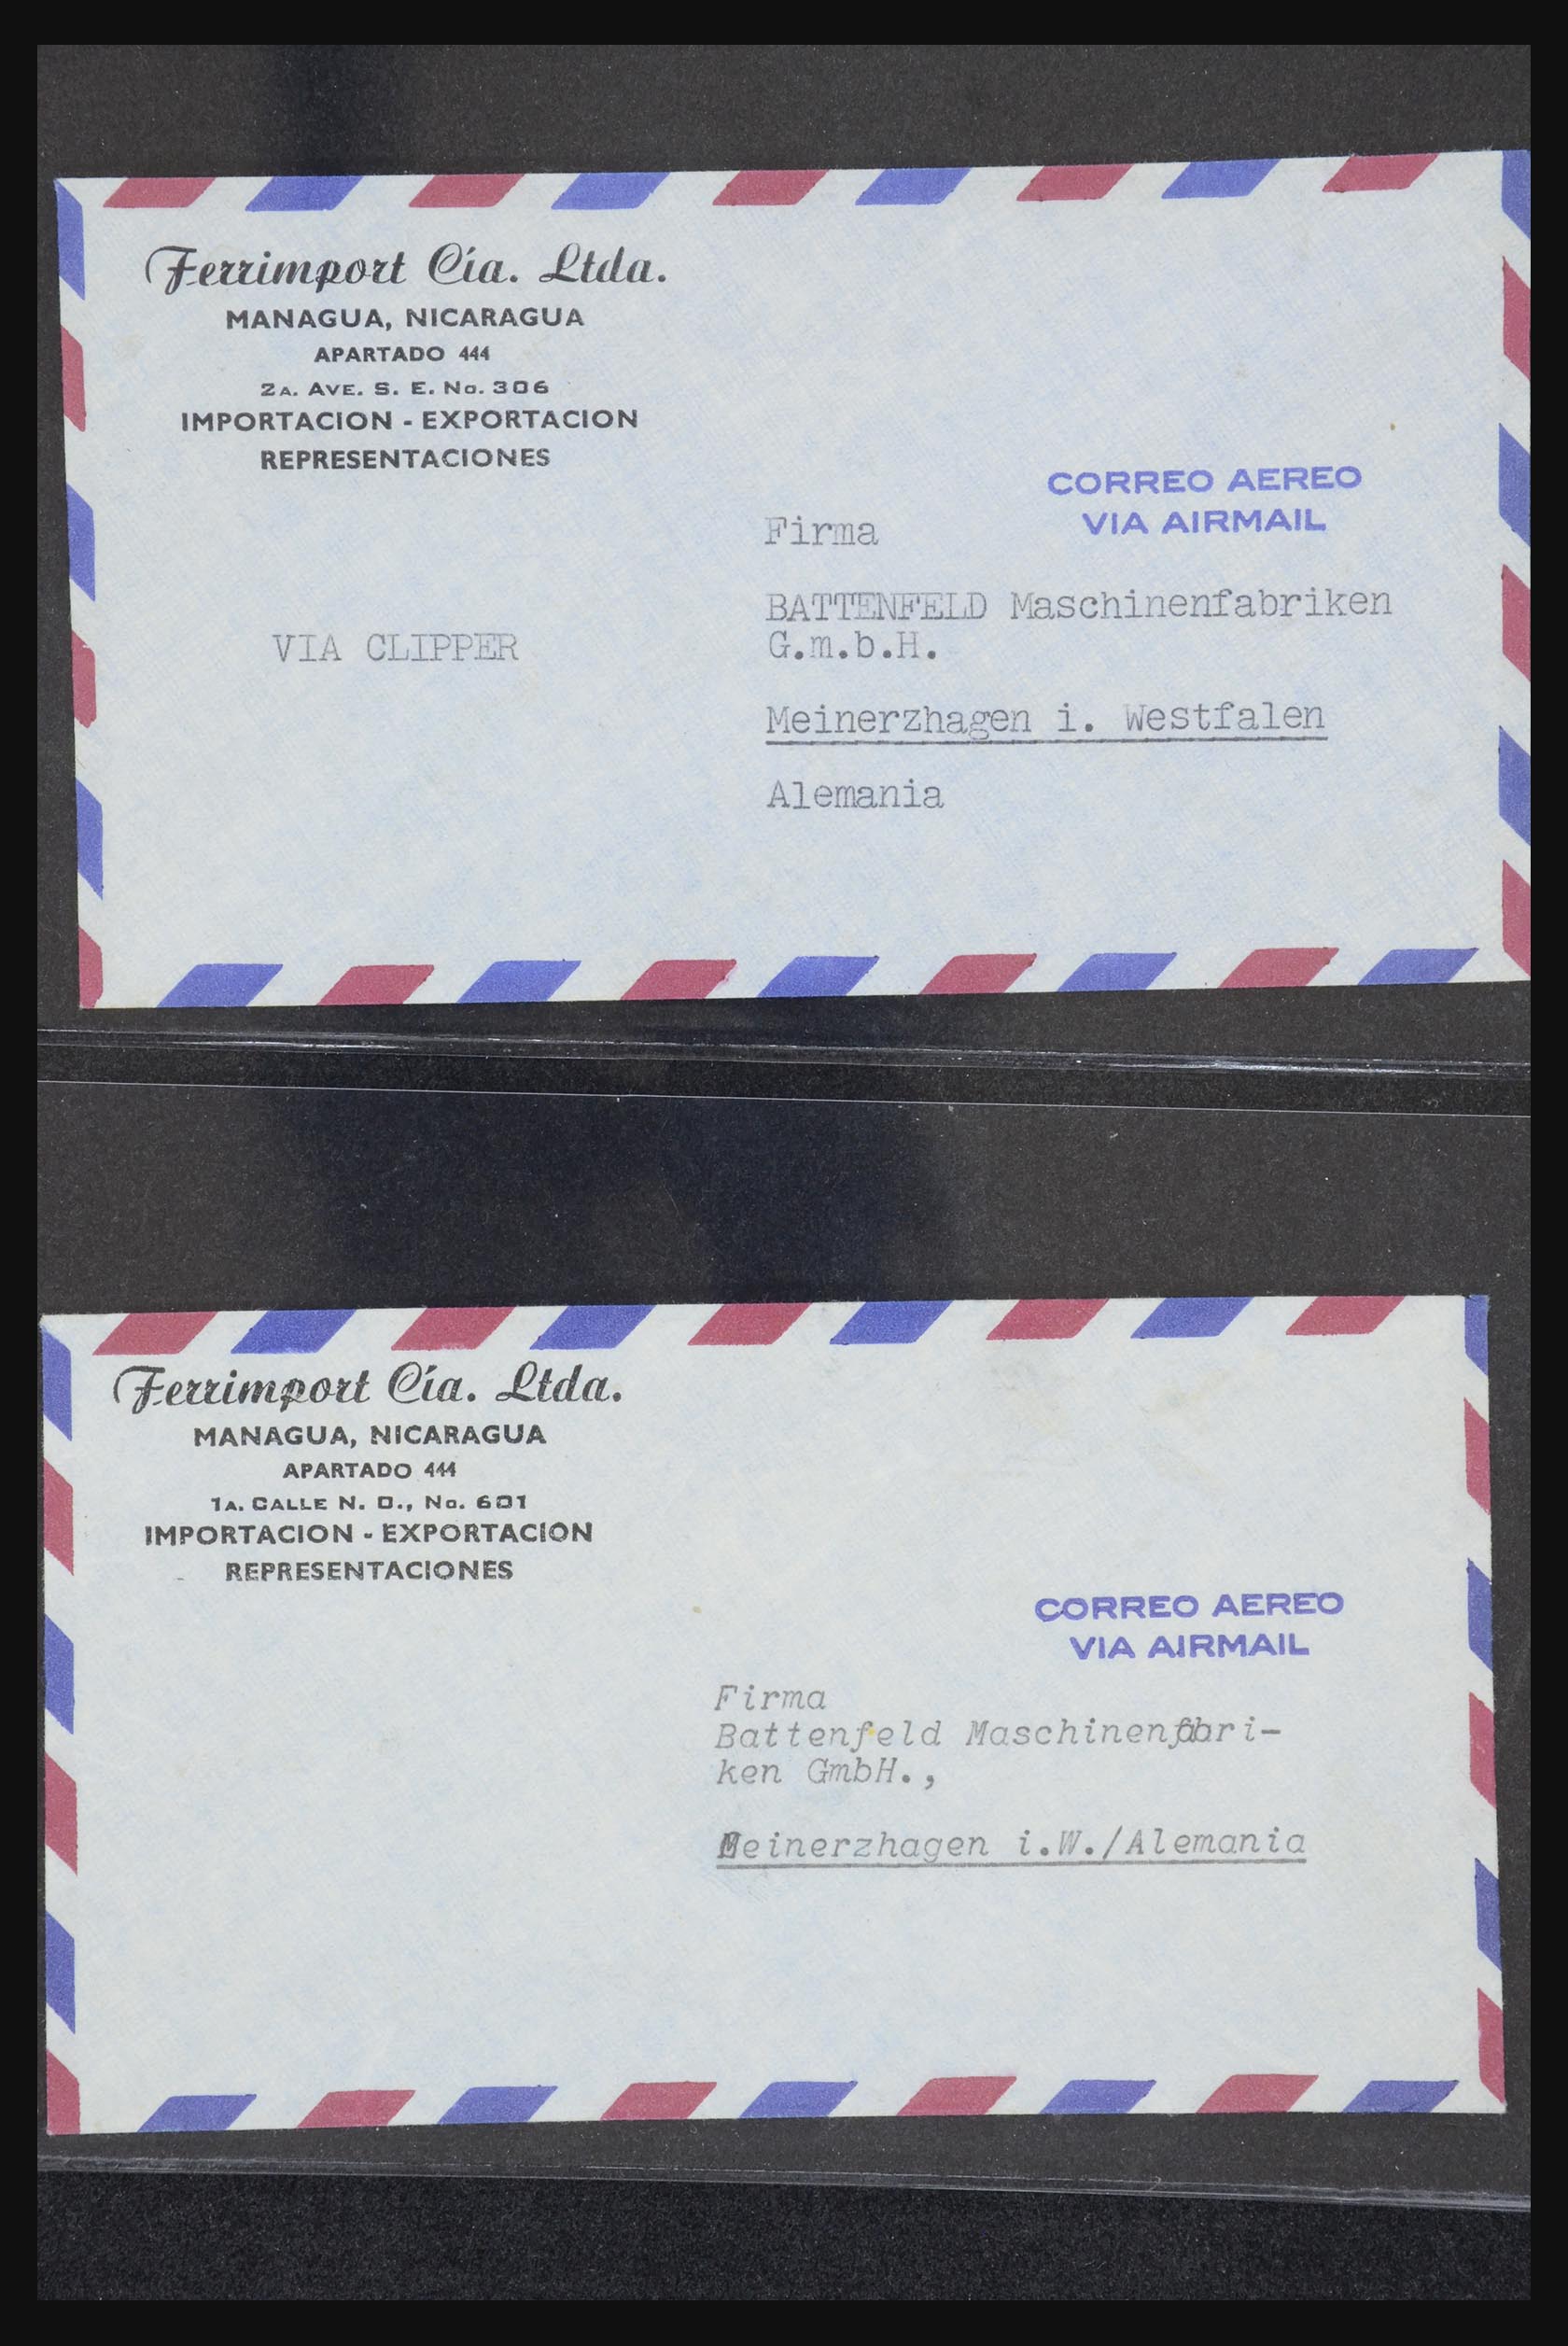 Ferrimport Cía. Ltda.
MANAGUA, NICARAGUA
APARTADO 444
2A. AVE. S. E. No. 306
IMPORTACION - EXPORTACION
REPRESENTACIONES
CORREO AEREO
VIA AIRMAIL
Firma
BATTENFELD Maschinenfabriken
G.m.b.H.
VIA CLIPPER
Meinerzhagen i. Westfalen
Alemania
Ferrimport Cía. Ltda.
MANAGUA, NICARAGUA
APARTADO 444
1A. CALLE N. O., No. 601
IMPORTACION - EXPORTACION
REPRESENTACIONES
CORREO AEREO
VIA AIRMAIL
Firma
Battenfeld Maschinenfabri-
ken GmbH.,
Meinerzhagen i.W./Alemania